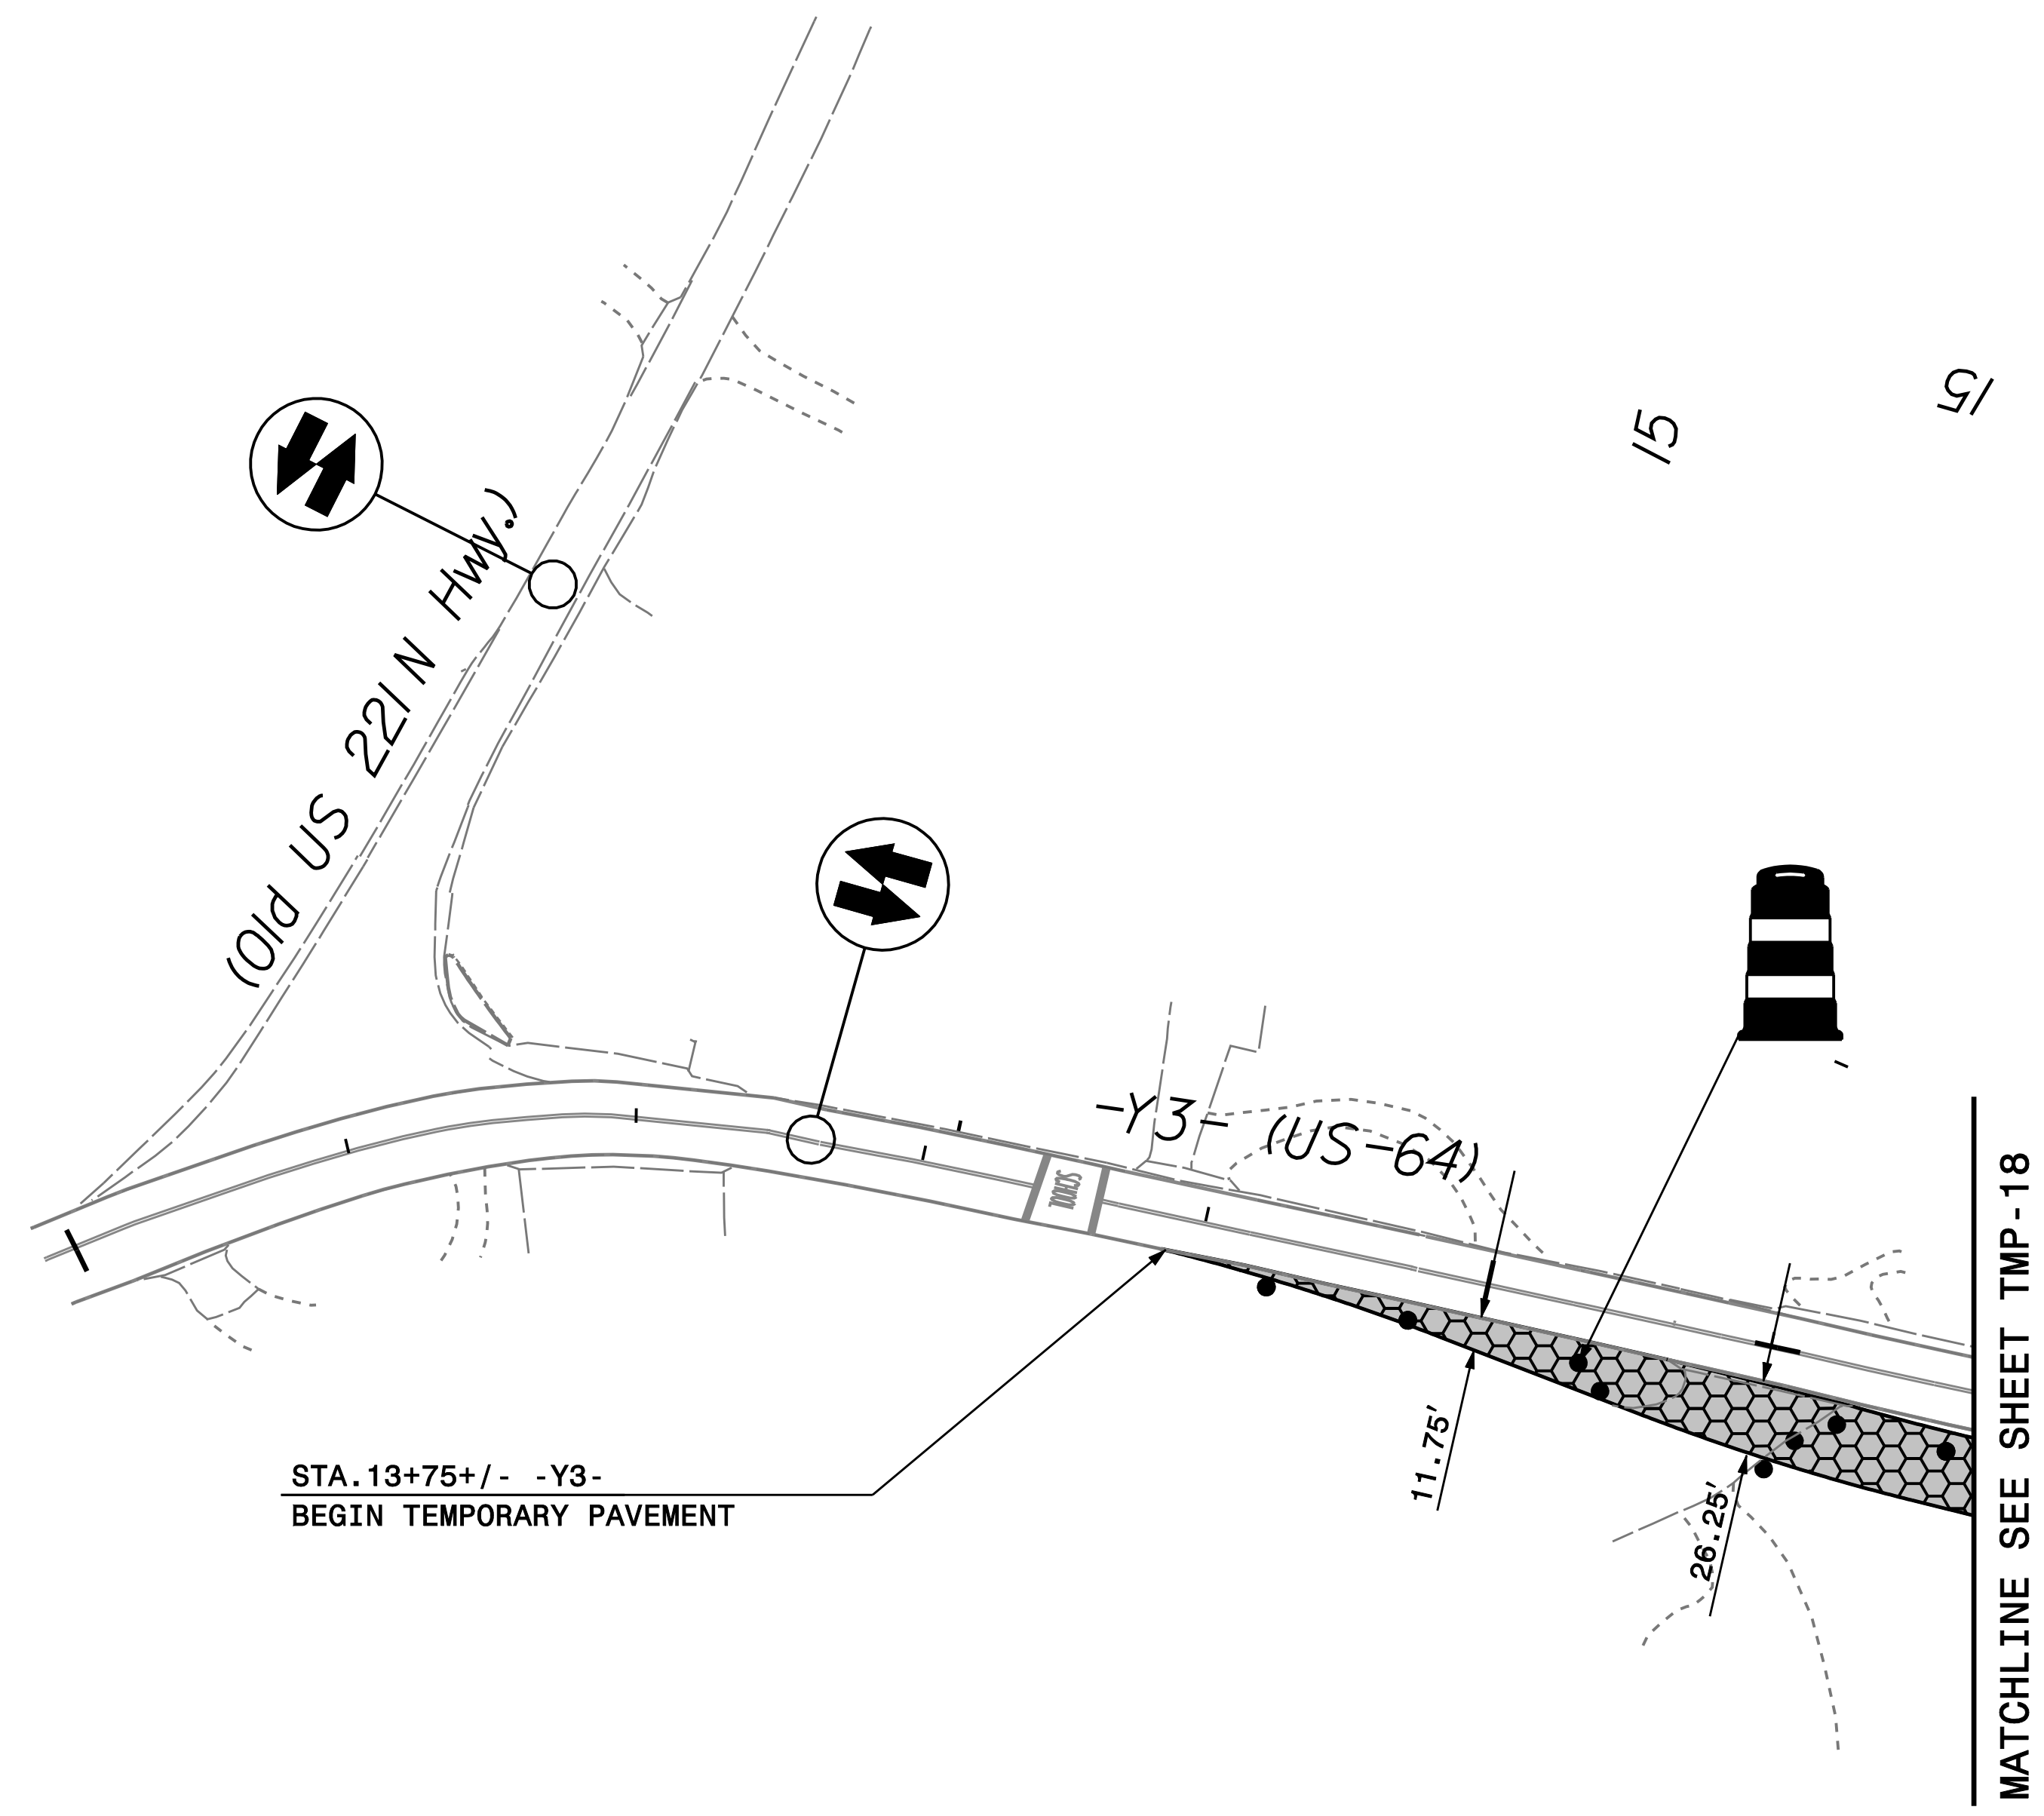 15
15
(Old US 221 N Hwy.)
-Y3- (US-64)
11.75'
26.25'
STA.13+75+/- -Y3-
BEGIN TEMPORARY PAVEMENT
MATCHLINE SEE SHEET TMP-18